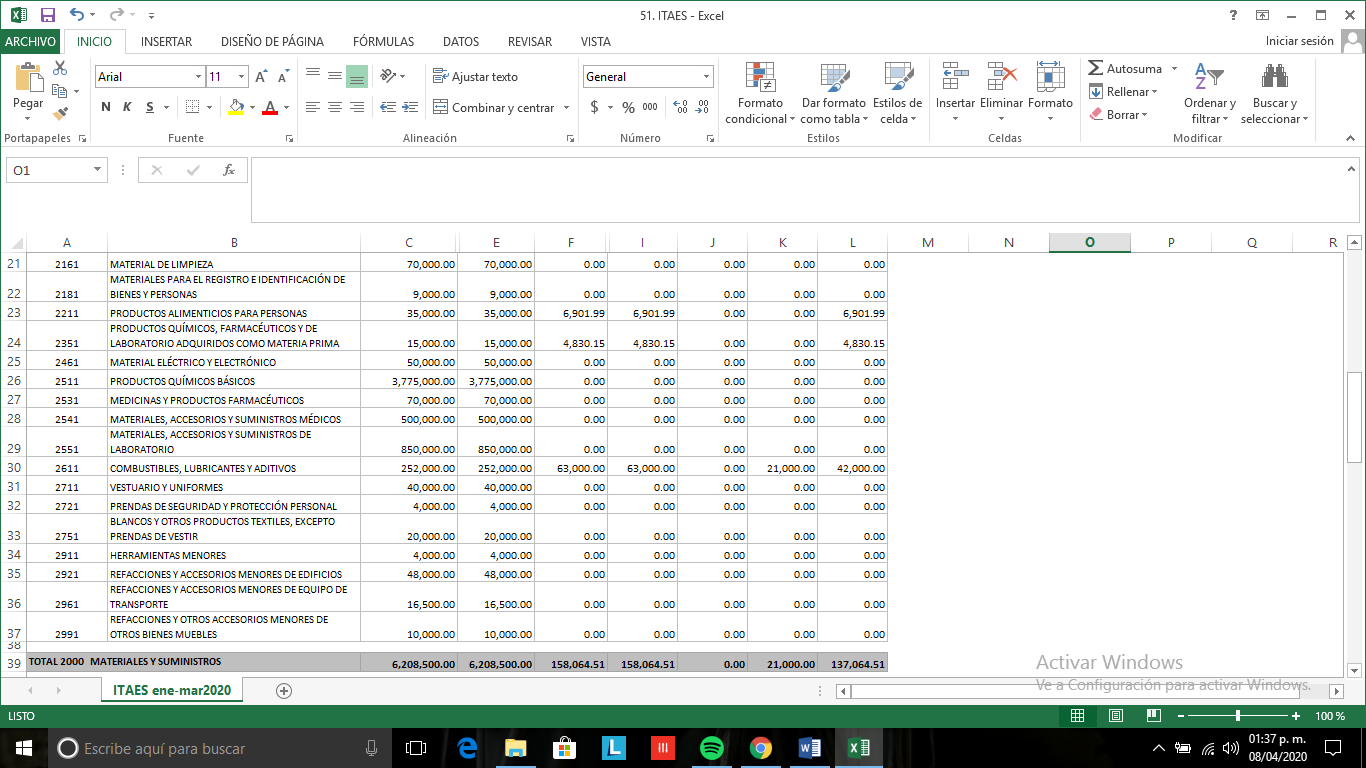 51. ITAES - Excel
?
ARCHIVO INICIO INSERTAR DISEÑO DE PÁGINA FÓRMULAS DATOS REVISAR VISTA Iniciar sesión
Pegar
Arial 11
N K S
Ajustar texto
Combinar y centrar
General
$ % 000
Formato condicional
Dar formato como tabla
Estilos de celda
Insertar Eliminar Formato
Autosuma
Rellenar
Borrar
Ordenar y filtrar
Buscar y seleccionar
Portapapeles Fuente Alineación Número Estilos Celdas Modificar
O1
fx
A B C E F I J K L M N O P Q R
21 2161 MATERIAL DE LIMPIEZA 70,000.00 70,000.00 0.00 0.00 0.00 0.00 0.00
MATERIALES PARA EL REGISTRO E IDENTIFICACIÓN DE
22 2181 BIENES Y PERSONAS 9,000.00 9,000.00 0.00 0.00 0.00 0.00 0.00
23 2211 PRODUCTOS ALIMENTICIOS PARA PERSONAS 35,000.00 35,000.00 6,901.99 6,901.99 0.00 0.00 6,901.99
PRODUCTOS QUÍMICOS, FARMACÉUTICOS Y DE
24 2351 LABORATORIO ADQUIRIDOS COMO MATERIA PRIMA 15,000.00 15,000.00 4,830.15 4,830.15 0.00 0.00 4,830.15
25 2461 MATERIAL ELÉCTRICO Y ELECTRÓNICO 50,000.00 50,000.00 0.00 0.00 0.00 0.00 0.00
26 2511 PRODUCTOS QUÍMICOS BÁSICOS 3,775,000.00 3,775,000.00 0.00 0.00 0.00 0.00 0.00
27 2531 MEDICINAS Y PRODUCTOS FARMACÉUTICOS 70,000.00 70,000.00 0.00 0.00 0.00 0.00 0.00
28 2541 MATERIALES, ACCESORIOS Y SUMINISTROS MÉDICOS 500,000.00 500,000.00 0.00 0.00 0.00 0.00 0.00
MATERIALES, ACCESORIOS Y SUMINISTROS DE
29 2551 LABORATORIO 850,000.00 850,000.00 0.00 0.00 0.00 0.00 0.00
30 2611 COMBUSTIBLES, LUBRICANTES Y ADITIVOS 252,000.00 252,000.00 63,000.00 63,000.00 0.00 21,000.00 42,000.00
31 2711 VESTUARIO Y UNIFORMES 40,000.00 40,000.00 0.00 0.00 0.00 0.00 0.00
32 2721 PRENDAS DE SEGURIDAD Y PROTECCIÓN PERSONAL 4,000.00 4,000.00 0.00 0.00 0.00 0.00 0.00
BLANCOS Y OTROS PRODUCTOS TEXTILES, EXCEPTO
33 2751 PRENDAS DE VESTIR 20,000.00 20,000.00 0.00 0.00 0.00 0.00 0.00
34 2911 HERRAMIENTAS MENORES 4,000.00 4,000.00 0.00 0.00 0.00 0.00 0.00
35 2921 REFACCIONES Y ACCESORIOS MENORES DE EDIFICIOS 48,000.00 48,000.00 0.00 0.00 0.00 0.00 0.00
REFACCIONES Y ACCESORIOS MENORES DE EQUIPO DE
36 2961 TRANSPORTE 16,500.00 16,500.00 0.00 0.00 0.00 0.00 0.00
REFACCIONES Y OTROS ACCESORIOS MENORES DE
37 2991 OTROS BIENES MUEBLES 10,000.00 10,000.00 0.00 0.00 0.00 0.00 0.00
38
39 TOTAL 2000 MATERIALES Y SUMINISTROS 6,208,500.00 6,208,500.00 158,064.51 158,064.51 0.00 21,000.00 137,064.51
Activar Windows
Ve a Configuración para activar Windows.
ITAES ene-mar2020
LISTO 100 %
Escribe aquí para buscar
01:37 p. m.
08/04/2020